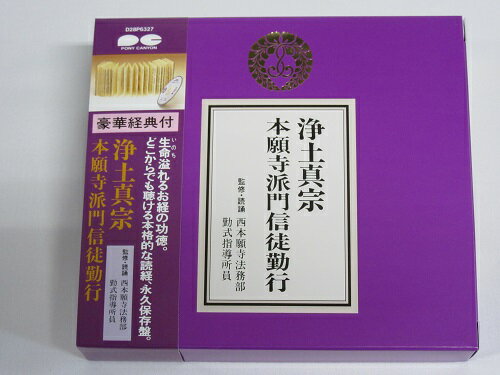 D28P6327
PONY CANYON
豪華経典付
生命溢れるお経の功徳。
いのち
どこからでも聴ける本格的な読経、永久保存盤。
浄土真宗
本願寺派門信徒勤行
監修・読誦
西本願寺法務部
勤式指導所員
浄土真宗
本願寺派門信徒勤行
監修・読誦
西本願寺法務部
勤式指導所員